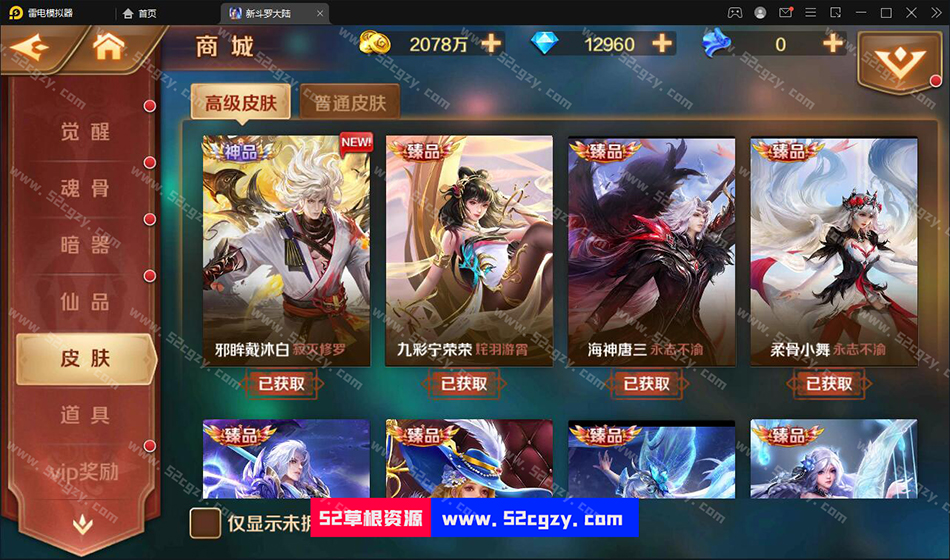 雷电模拟器
首页
新斗罗大陆
商城
2078万
12960
0
高级皮肤
普通皮肤
觉醒
魂骨
暗器
仙品
皮肤
道具
vip奖励
神品
NEW!
臻品
臻品
臻品
邪眸戴沐白 寂灭修罗
九彩宁荣荣 鸾羽游霄
海神唐三 永志不渝
柔骨小舞 永志不渝
已获取
已获取
已获取
已获取
臻品
臻品
臻品
臻品
仅显示未拥
52草根资源
www.52cgzy.com